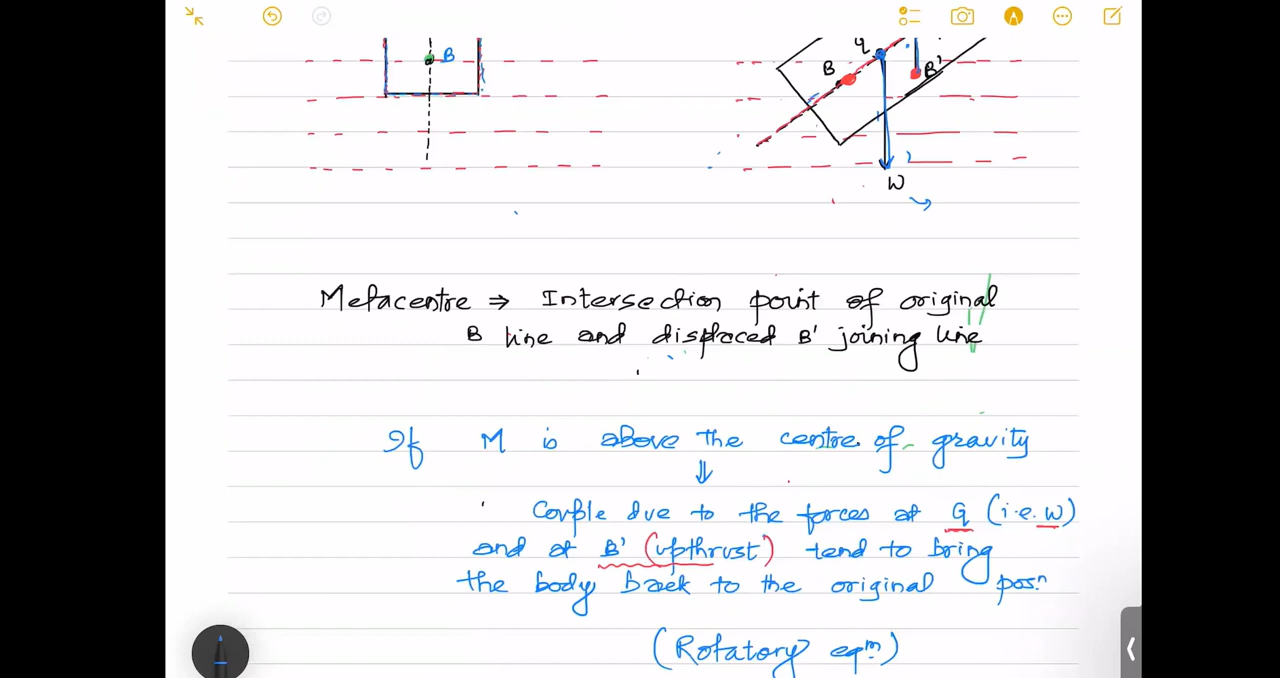 B
G
B
B'
W
Metacentre ⇒ Intersection point of original
B line and displaced B' joining line
If M is above the centre of gravity
⇓
Couple due to the forces at G (i.e. W)
and at B' (upthrust) tend to bring
the body back to the original posn
(Rotatory eqm)